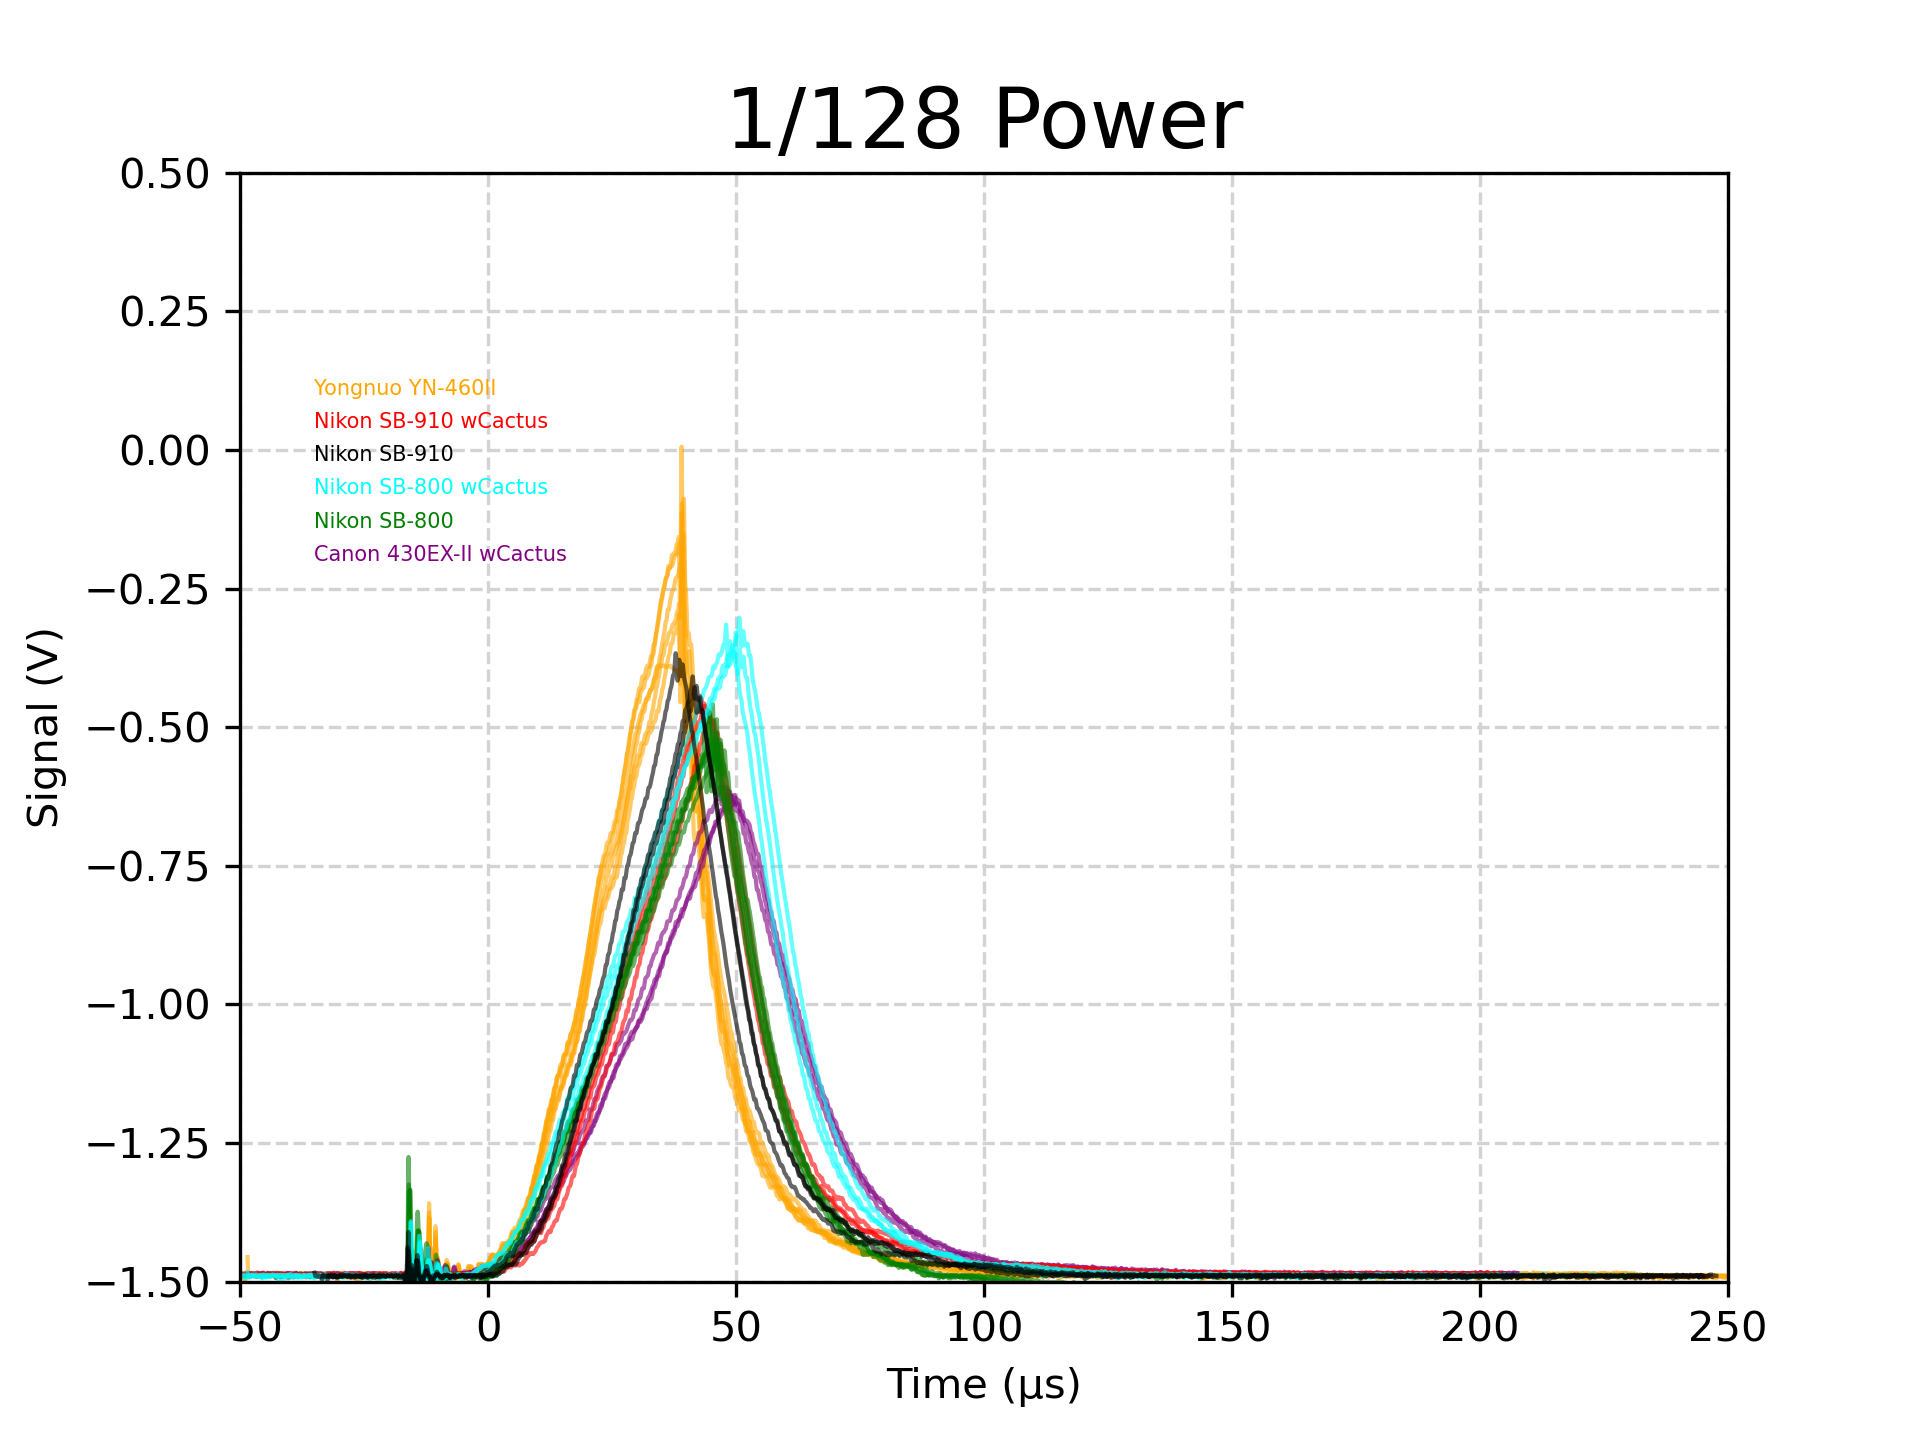 1/128 Power
0.50
0.25
Yongnuo YN-460II
Nikon SB-910 wCactus
0.00
Nikon SB-910
Nikon SB-800 wCactus
Nikon SB-800
Canon 430EX-II wCactus
−0.25
Signal (V)
−0.50
−0.75
−1.00
−1.25
−1.50
−50 0 50 100 150 200 250
Time (µs)